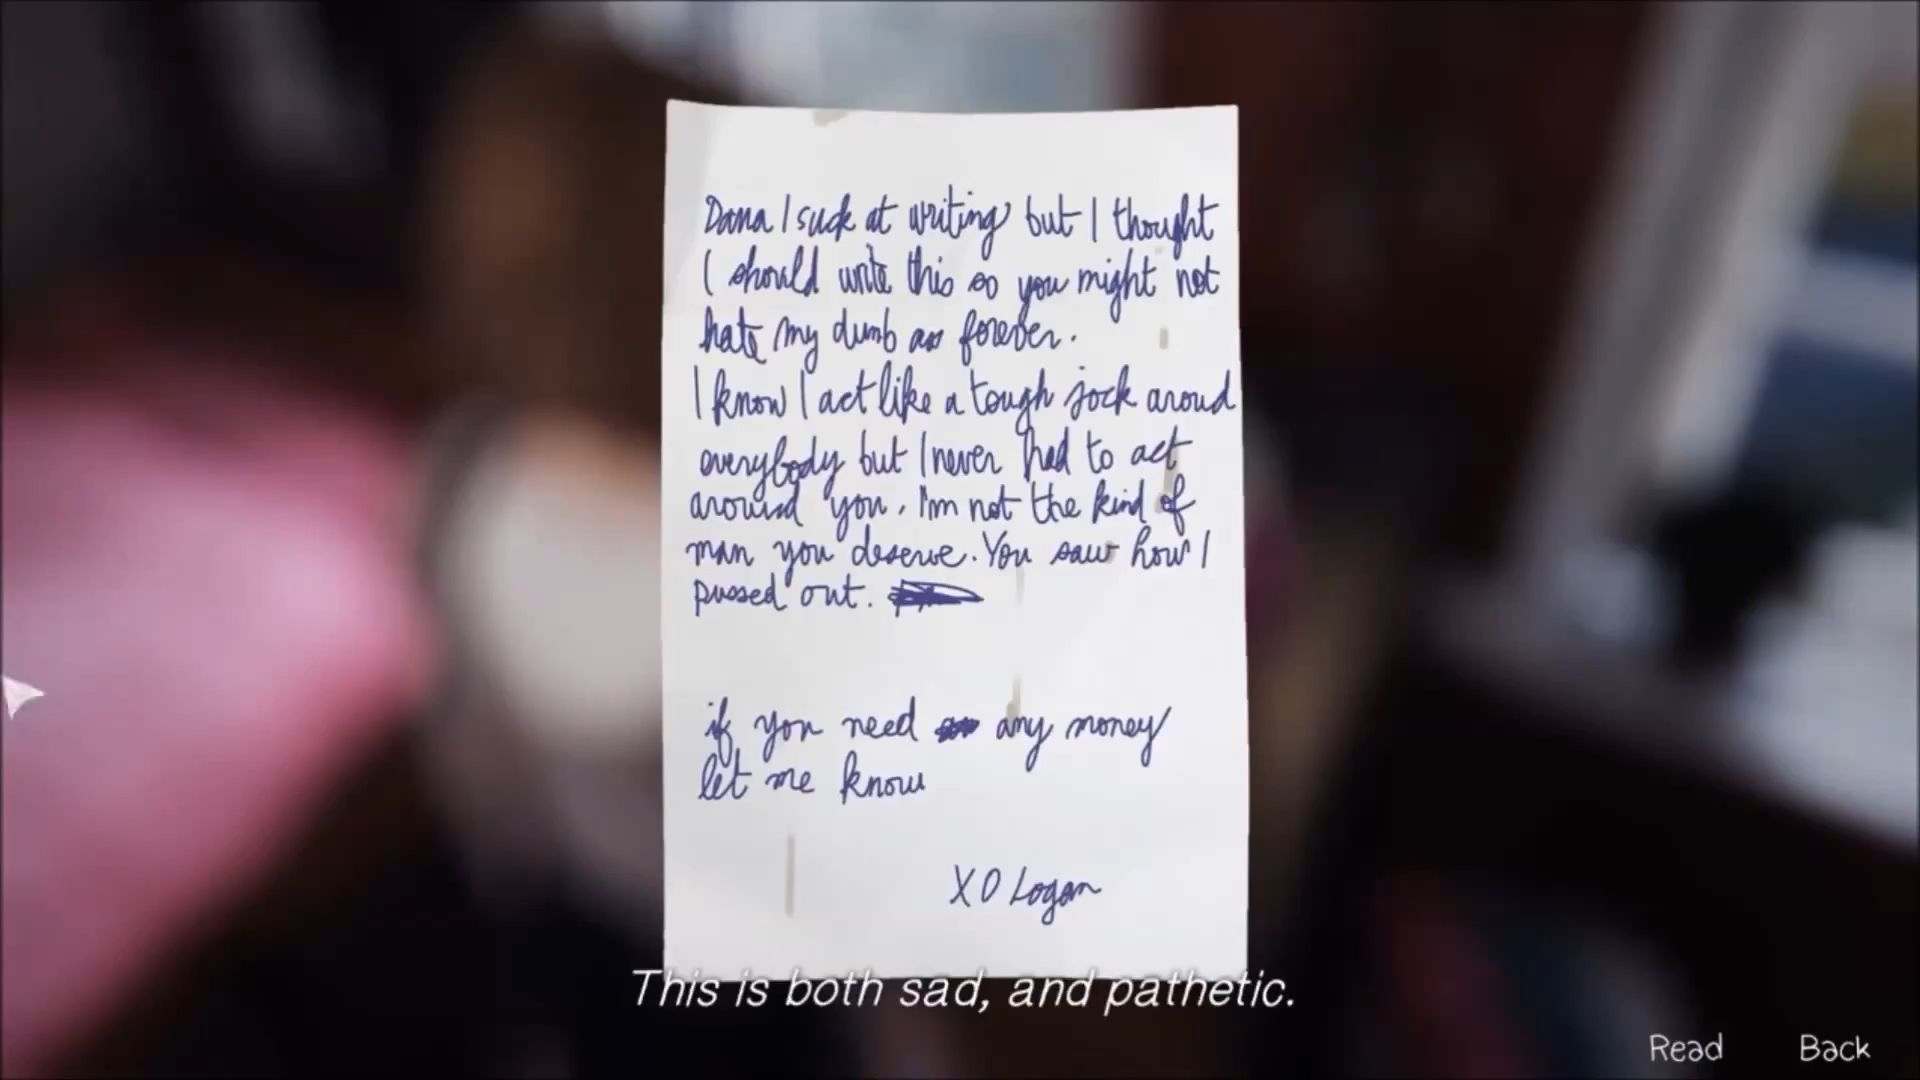 Dana I suck at writing but I thought
I should write this so you might not
hate my dumb ass forever.
I know I act like a tough jock aroud
everybody but I never had to act
around you. I'm not the kind of
man you deserve. You saw how I
pussed out.
if you need any money
let me know
XO Logan
This is both sad, and pathetic.
Read Back